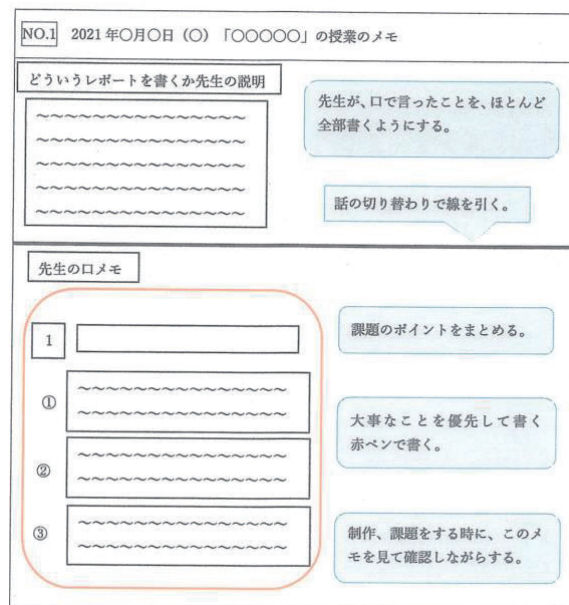 NO.1 2021年〇月〇日（〇）「〇〇〇〇〇」の授業のメモ
どういうレポートを書くか先生の説明
先生が、口で言ったことを、ほとんど
全部書くようにする。
話の切り替わりで線を引く。
先生の口メモ
1
課題のポイントをまとめる。
①
大事なことを優先して書く
赤ペンで書く。
②
③
制作、課題をする時に、このメ
モを見て確認しながらする。